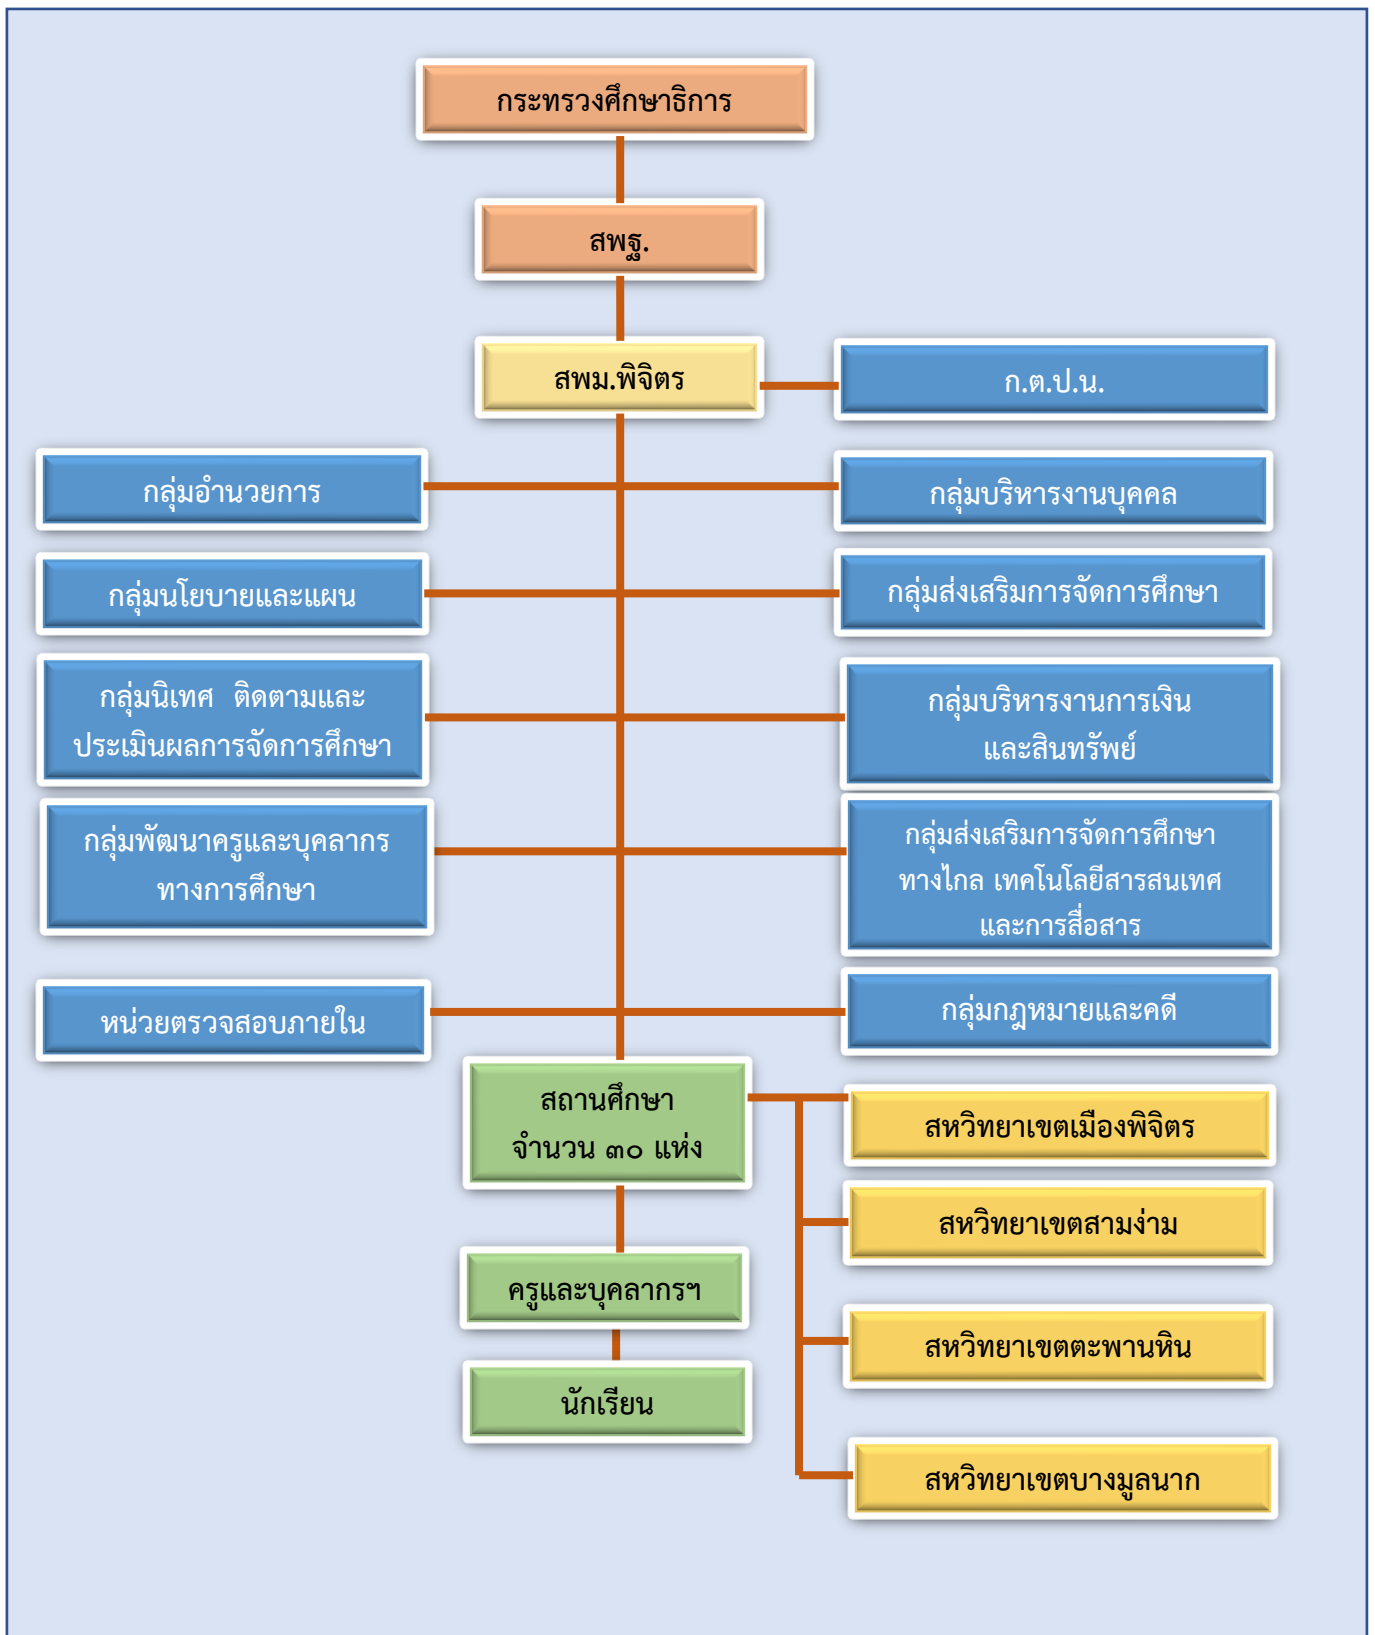 กระทรวงศึกษาธิการ
สพฐ.
สพม.พิจิตร
ก.ต.ป.น.
กลุ่มอำนวยการ
กลุ่มบริหารงานบุคคล
กลุ่มนโยบายและแผน
กลุ่มส่งเสริมการจัดการศึกษา
กลุ่มนิเทศ ติดตามและ
ประเมินผลการจัดการศึกษา
กลุ่มบริหารงานการเงิน
และสินทรัพย์
กลุ่มพัฒนาครูและบุคลากร
ทางการศึกษา
กลุ่มส่งเสริมการจัดการศึกษา
ทางไกล เทคโนโลยีสารสนเทศ
และการสื่อสาร
หน่วยตรวจสอบภายใน
กลุ่มกฎหมายและคดี
สถานศึกษา
จำนวน ๓๐ แห่ง
สหวิทยาเขตเมืองพิจิตร
สหวิทยาเขตสามง่าม
ครูและบุคลากรฯ
สหวิทยาเขตตะพานหิน
นักเรียน
สหวิทยาเขตบางมูลนาก